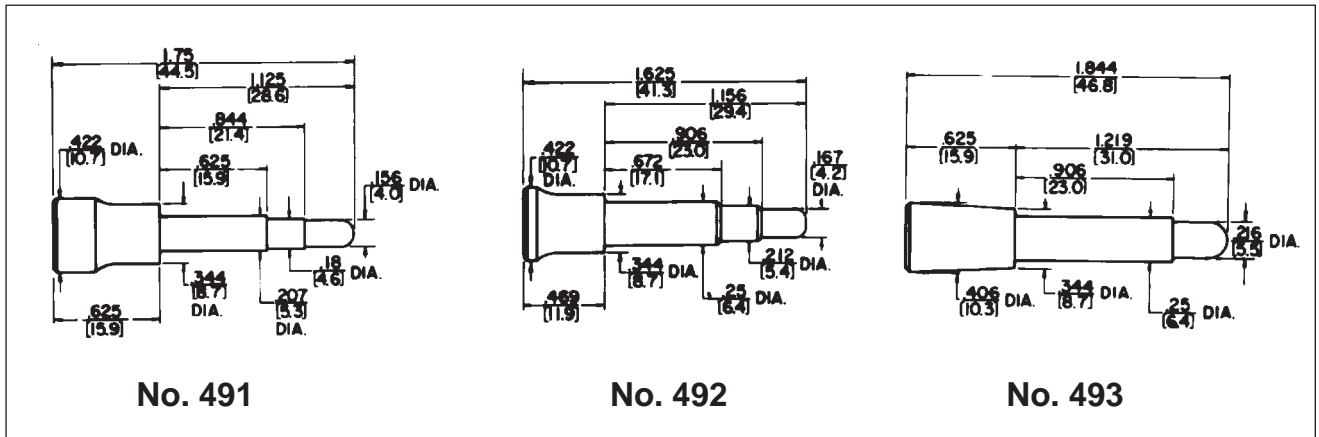 1.75
[44.5]
1.125
[28.6]
.844
[21.4]
.422
[10.7] DIA.
.625
[15.9]
.156
[4.0] DIA.
.344
[8.7]
DIA.
.18
[4.6] DIA.
.207
[5.3]
DIA.
.625
[15.9]
No. 491
1.625
[41.3]
1.156
[29.4]
.906
[23.0]
.422
[10.7]
DIA.
.672
[17.1]
.167
[4.2]
DIA.
.212
[5.4] DIA.
.344
[8.7] DIA.
.25
[6.4] DIA.
.469
[11.9]
No. 492
1.844
[46.8]
.625
[15.9]
1.219
[31.0]
.906
[23.0]
.216
[5.5] DIA.
.406
[10.3] DIA.
.344
[8.7] DIA.
.25
[6.4] DIA.
No. 493